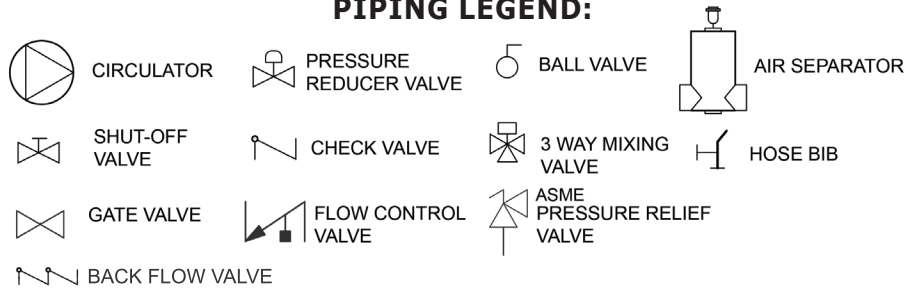 PIPING LEGEND:
CIRCULATOR
PRESSURE
REDUCER VALVE
BALL VALVE
AIR SEPARATOR
SHUT-OFF
VALVE
CHECK VALVE
3 WAY MIXING
VALVE
HOSE BIB
GATE VALVE
FLOW CONTROL
VALVE
ASME
PRESSURE RELIEF
VALVE
BACK FLOW VALVE